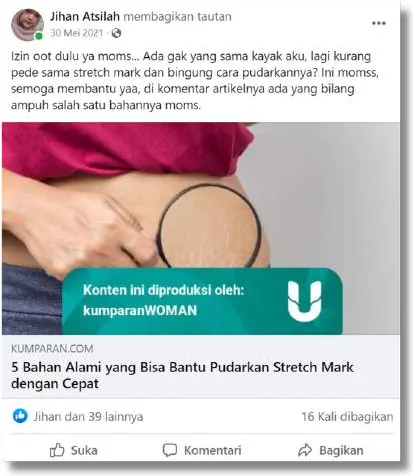 Jihan Atsilah membagikan tautan
30 Mei 2021
Izin oot dulu ya moms... Ada gak yang sama kayak aku, lagi kurang
pede sama stretch mark dan bingung cara pudarkannya? Ini momss,
semoga membantu yaa, di komentar artikelnya ada yang bilang
ampuh salah satu bahannya moms.
Konten ini diproduksi oleh:
kumparanWOMAN
KUMPARAN.COM
5 Bahan Alami yang Bisa Bantu Pudarkan Stretch Mark
dengan Cepat
Jihan dan 39 lainnya 16 Kali dibagikan
Suka Komentari Bagikan